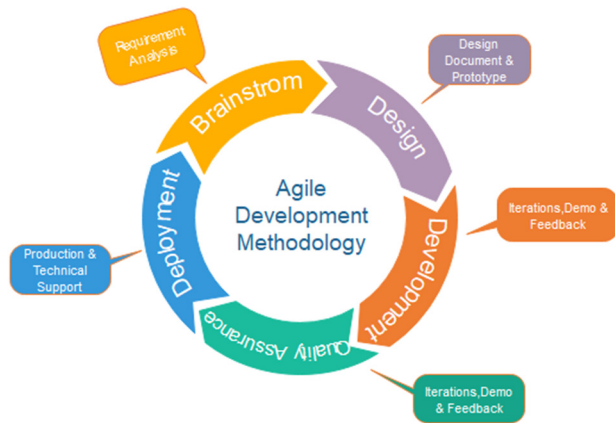 Requirement
Analysis
Brainstrom
Design
Document &
Prototype
Design
Agile
Development
Methodology
Iterations,Demo &
Feedback
Development
Production &
Technical
Support
Deployment
Quality Assurance
Iterations,Demo
& Feedback